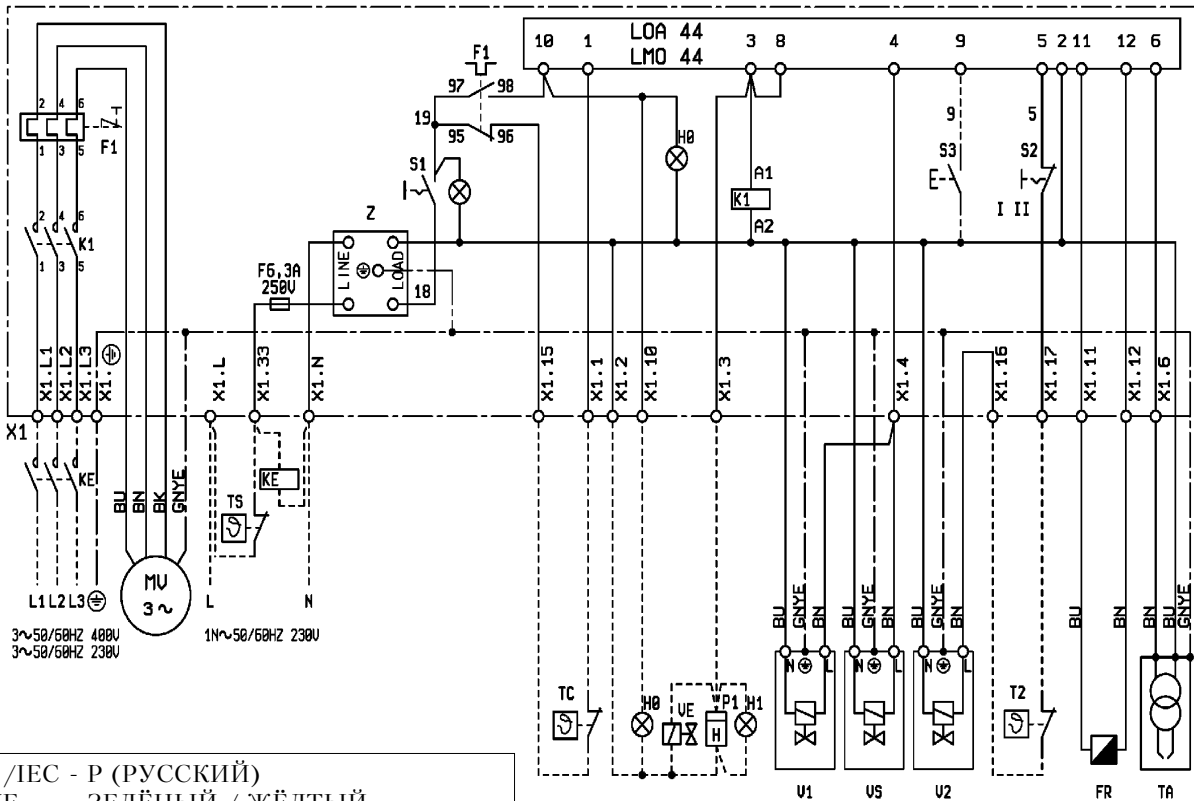 LOA 44
LMO 44
10 1 3 8 4 9 5 2 11 12 6
F1
97 98
19
95 96
H0
A1
K1
A2
9
5
S3
S2
I II
S1
2 4 6
1 3 5
F1
2 4 6
K1
1 3 5
Z
LINE
LOAD
F6,3A
250V
18
X1.L1
X1.L2
X1.L3
X1.
X1.L
X1.33
X1.N
X1.15
X1.1
X1.2
X1.10
X1.3
X1.4
X1.16
X1.17
X1.11
X1.12
X1.6
X1
KE
BU
BN
BK
GNYE
TS
KE
MV
3~
L1 L2 L3
L
N
3~50/60HZ 400V
3~50/60HZ 230V
1N~50/60HZ 230V
BU
GNYE
BN
BU
GNYE
BN
BU
GNYE
BN
BU
BN
BN
BU
GNYE
N L
N L
N L
TC
H0
VE
P1
H
H1
T2
V1
VS
V2
FR
TA
/IEC - P (РУССКИЙ)